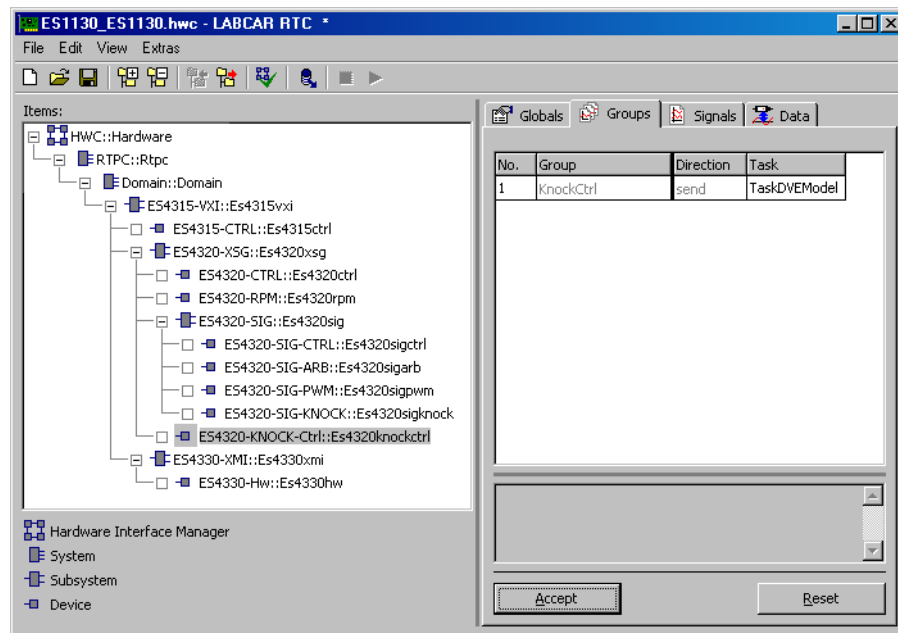 ES1130_ES1130.hwc - LABCAR RTC *
File Edit View Extras
Items:
HWC::Hardware
RTPC::Rtpc
Domain::Domain
ES4315-VXI::Es4315vxi
ES4315-CTRL::Es4315ctrl
ES4320-XSG::Es4320xsg
ES4320-CTRL::Es4320ctrl
ES4320-RPM::Es4320rpm
ES4320-SIG::Es4320sig
ES4320-SIG-CTRL::Es4320sigctrl
ES4320-SIG-ARB::Es4320sigarb
ES4320-SIG-PWM::Es4320sigpwm
ES4320-SIG-KNOCK::Es4320sigknock
ES4320-KNOCK-Ctrl::Es4320knockctrl
ES4330-XMI::Es4330xmi
ES4330-Hw::Es4330hw
Hardware Interface Manager
System
Subsystem
Device
Globals Groups Signals Data
No. Group Direction Task
1 KnockCtrl send TaskDVEModel
Accept Reset